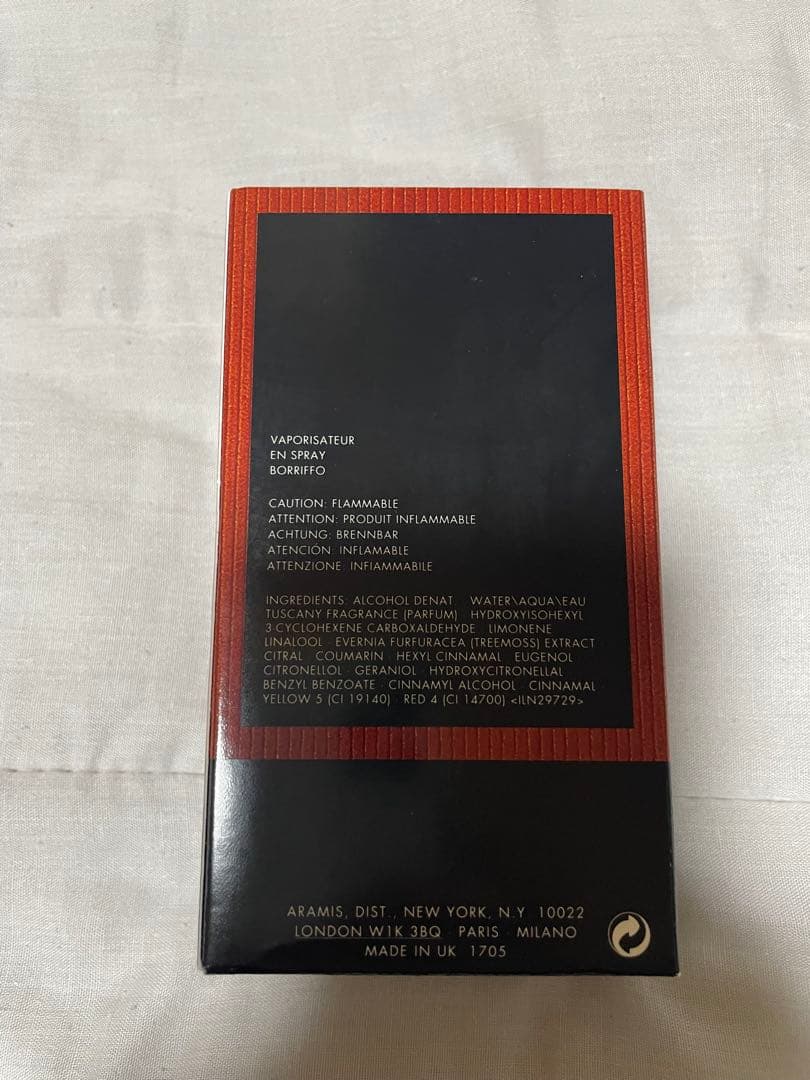 VAPORISATEUR
EN SPRAY
BORRIFFO
CAUTION: FLAMMABLE
ATTENTION: PRODUIT INFLAMMABLE
ACHTUNG: BRENNBAR
ATENCIÓN: INFLAMABLE
ATTENZIONE: INFIAMMABILE
INGREDIENTS: ALCOHOL DENAT · WATER\AQUA\EAU
TUSCANY FRAGRANCE (PARFUM) · HYDROXYISOHEXYL
3 CYCLOHEXENE CARBOXALDEHYDE · LIMONENE
LINALOOL · EVERNIA FURFURACEA (TREEMOSS) EXTRACT
CITRAL · COUMARIN · HEXYL CINNAMAL · EUGENOL
CITRONELLOL · GERANIOL · HYDROXYCITRONELLAL
BENZYL BENZOATE · CINNAMYL ALCOHOL · CINNAMAL
YELLOW 5 (CI 19140) · RED 4 (CI 14700) <ILN29729>
ARAMIS, DIST., NEW YORK, N.Y 10022
LONDON W1K 3BQ · PARIS · MILANO
MADE IN UK 1705